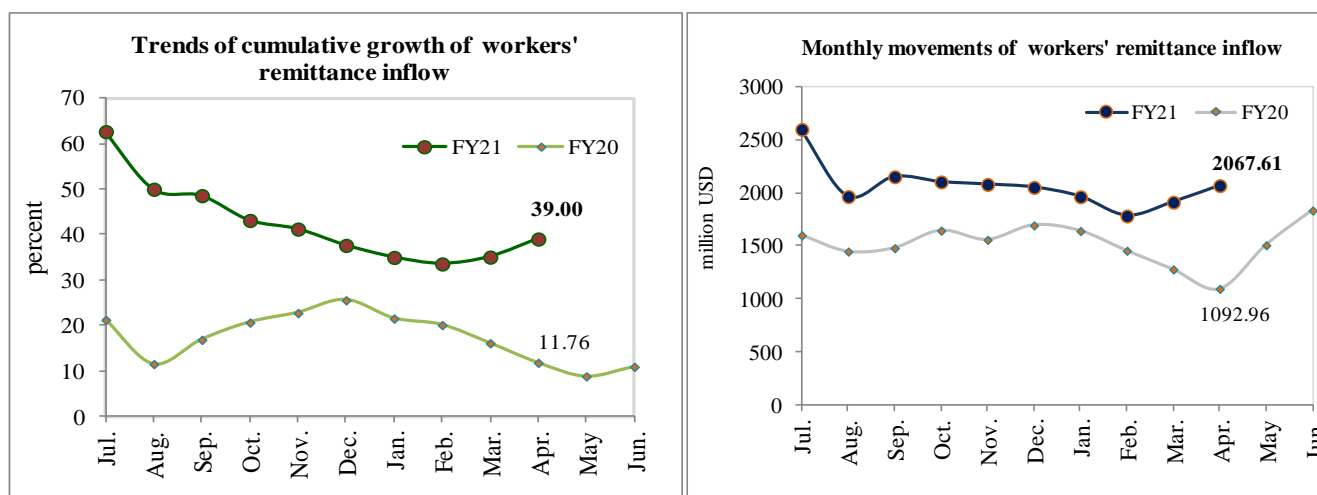 Trends of cumulative growth of workers'
remittance inflow
70
60
50
40
30
20
10
0
percent
FY21
FY20
39.00
11.76
Jul.
Aug.
Sep.
Oct.
Nov.
Dec.
Jan.
Feb.
Mar.
Apr.
May
Jun.
Monthly movements of workers' remittance inflow
3000
2500
2000
1500
1000
500
0
million USD
FY21
FY20
2067.61
1092.96
Jul.
Aug.
Sep.
Oct.
Nov.
Dec.
Jan.
Feb.
Mar.
Apr.
May
Jun